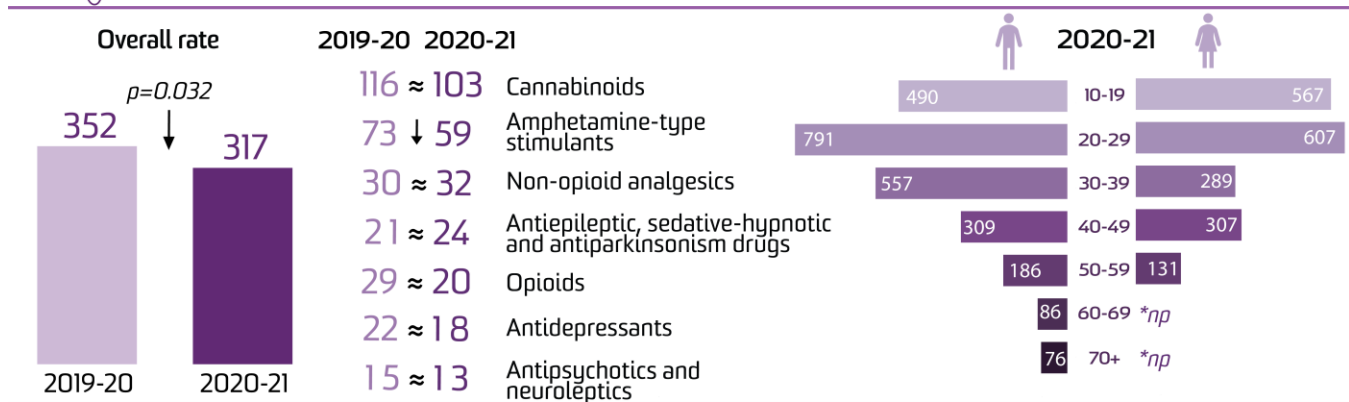 Overall rate
p=0.032
352
317
2019-20
2020-21
2019-20 2020-21
116 ≈ 103 Cannabinoids
73 ↓ 59 Amphetamine-type
stimulants
30 ≈ 32 Non-opioid analgesics
21 ≈ 24 Antiepileptic, sedative-hypnotic
and antiparkinsonism drugs
29 ≈ 20 Opioids
22 ≈ 18 Antidepressants
15 ≈ 13 Antipsychotics and
neuroleptics
2020-21
490 10-19 567
791 20-29 607
557 30-39 289
309 40-49 307
186 50-59 131
86 60-69 *np
76 70+ *np